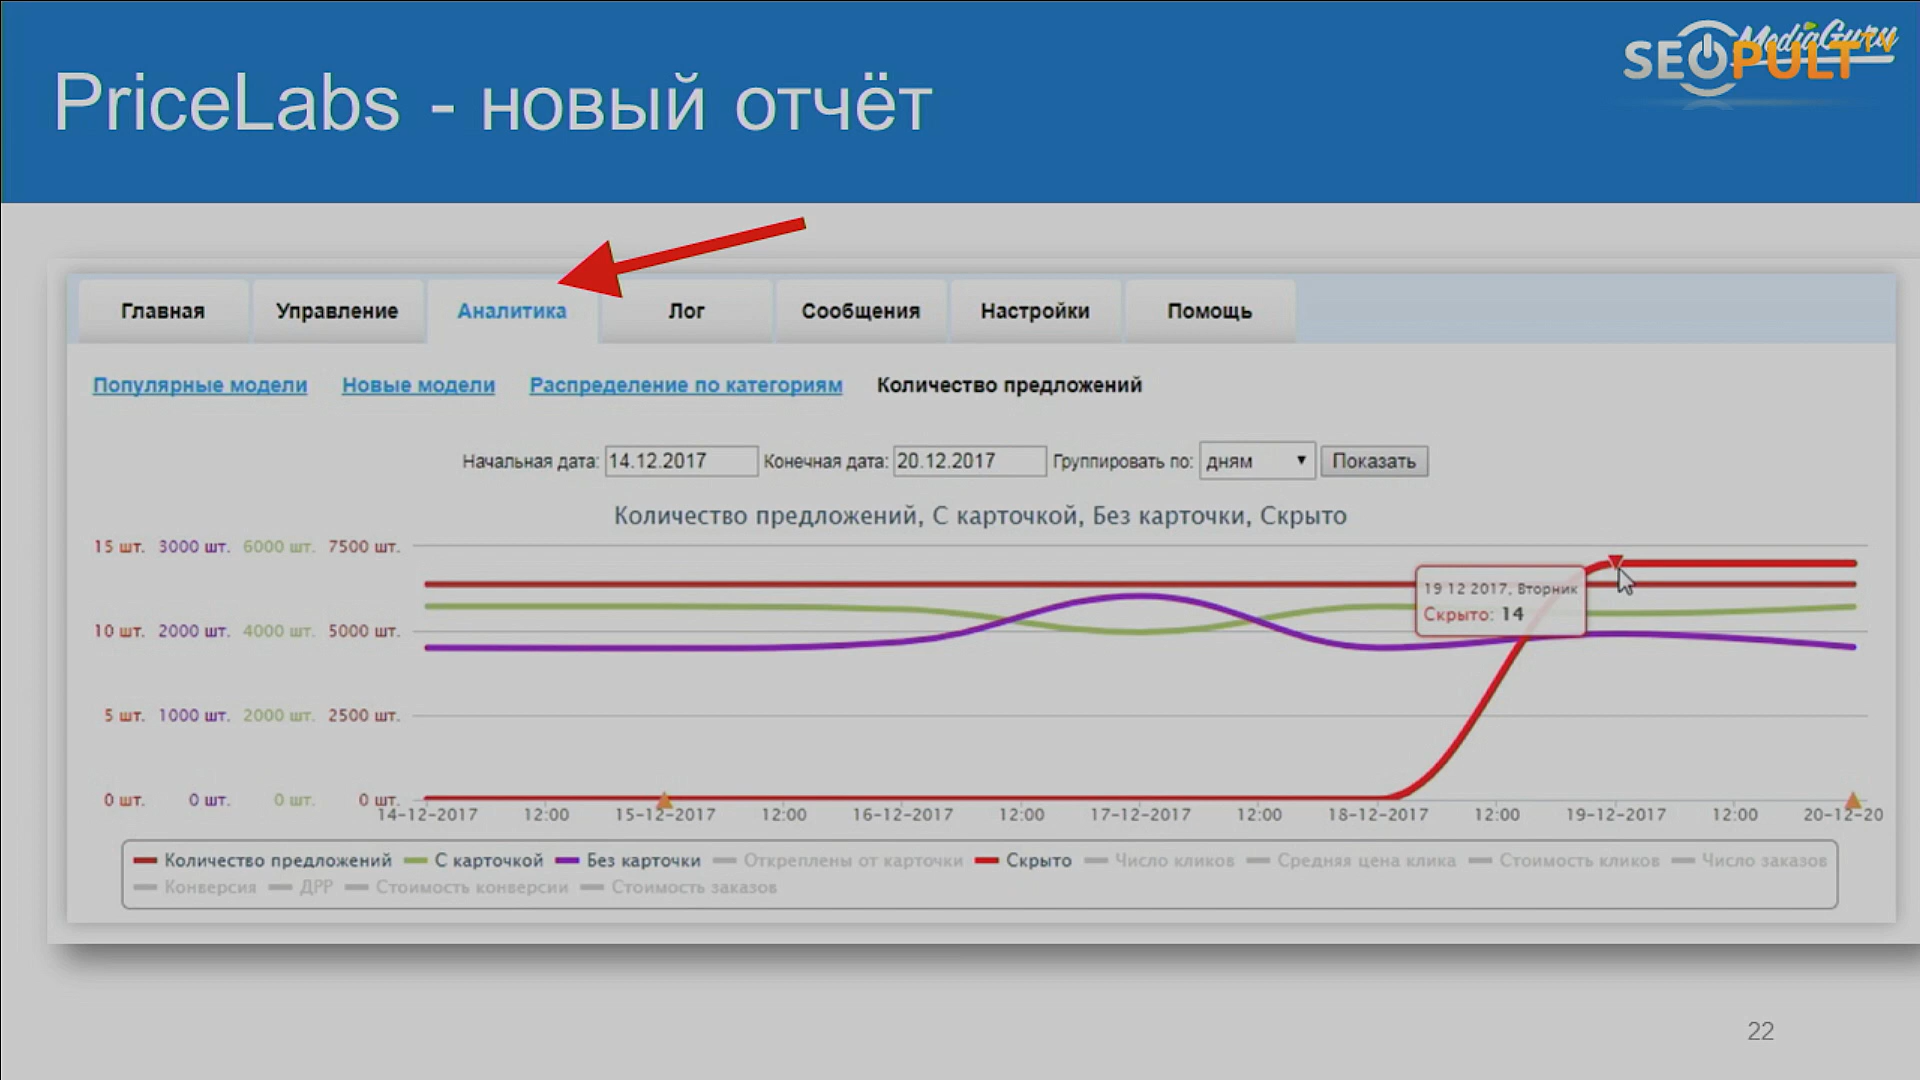 MediaGuru
SEOPULT TV
PriceLabs - новый отчёт
Главная Управление Аналитика Лог Сообщения Настройки Помощь
Популярные модели Новые модели Распределение по категориям Количество предложений
Начальная дата: 14.12.2017 Конечная дата: 20.12.2017 Группировать по: дням Показать
Количество предложений, С карточкой, Без карточки, Скрыто
15 шт. 3000 шт. 6000 шт. 7500 шт.
19 12 2017, Вторник
Скрыто: 14
10 шт. 2000 шт. 4000 шт. 5000 шт.
5 шт. 1000 шт. 2000 шт. 2500 шт.
0 шт. 0 шт. 0 шт. 0 шт.
14-12-2017 12:00 15-12-2017 12:00 16-12-2017 12:00 17-12-2017 12:00 18-12-2017 12:00 19-12-2017 12:00 20-12-20
Количество предложений С карточкой Без карточки Откреплены от карточки Скрыто Число кликов Средняя цена клика Стоимость кликов Число заказов
Конверсия ДРР Стоимость конверсии Стоимость заказов
22